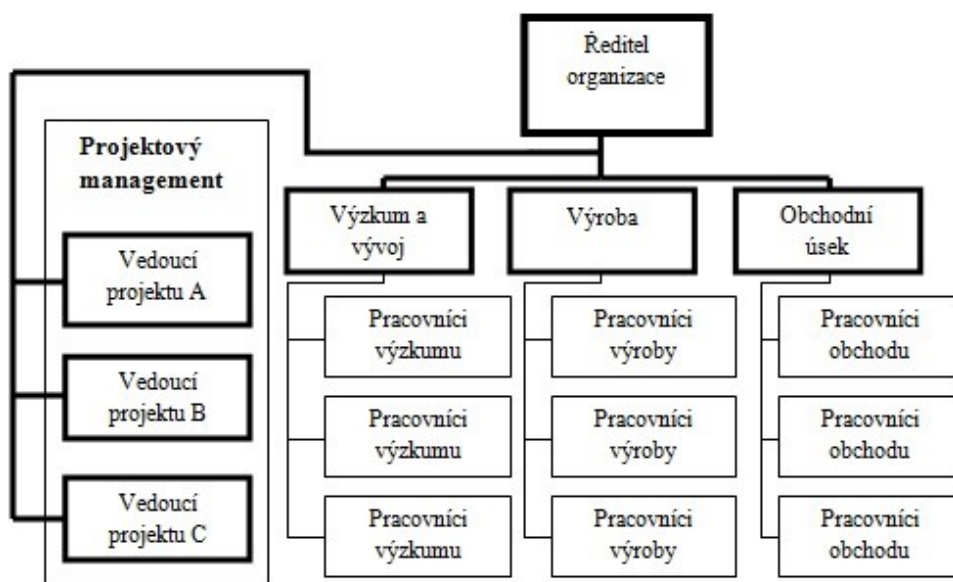 Ředitel
organizace
Projektový
management
Výzkum a
vývoj
Výroba
Obchodní
úsek
Vedoucí
projektu A
Pracovníci
výzkumu
Pracovníci
výroby
Pracovníci
obchodu
Vedoucí
projektu B
Pracovníci
výzkumu
Pracovníci
výroby
Pracovníci
obchodu
Vedoucí
projektu C
Pracovníci
výzkumu
Pracovníci
výroby
Pracovníci
obchodu